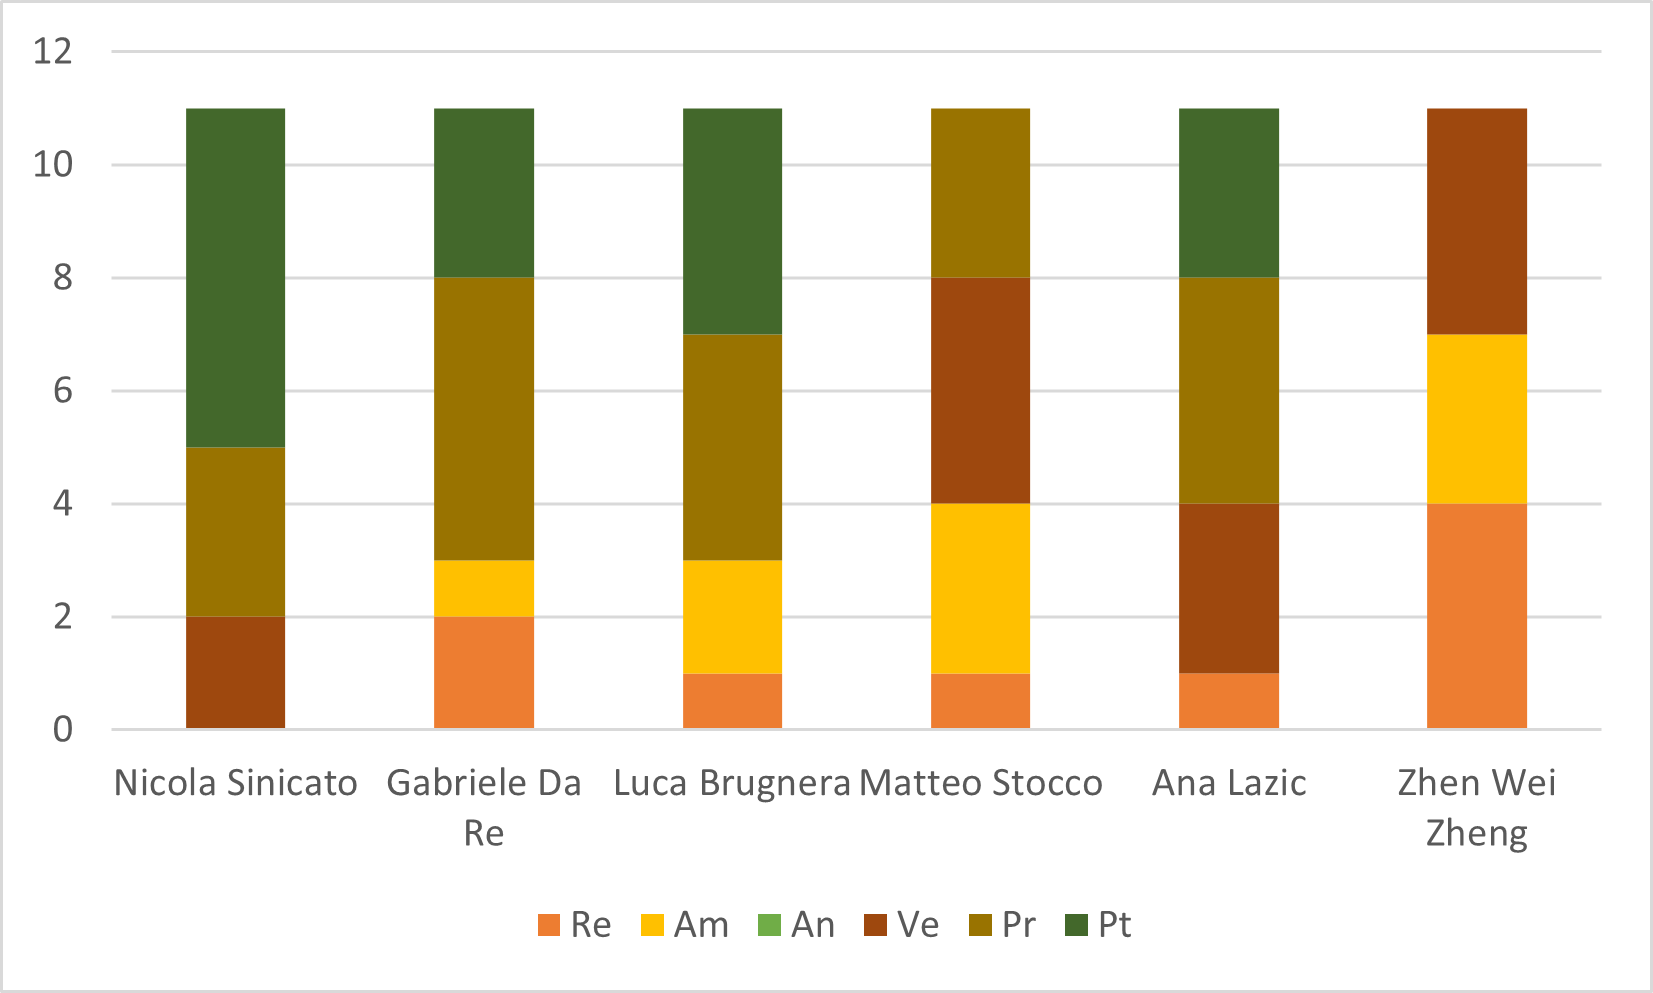 12
10
8
6
4
2
0
Nicola Sinicato
Gabriele Da
Re
Luca Brugnera
Matteo Stocco
Ana Lazic
Zhen Wei
Zheng
Re Am An Ve Pr Pt